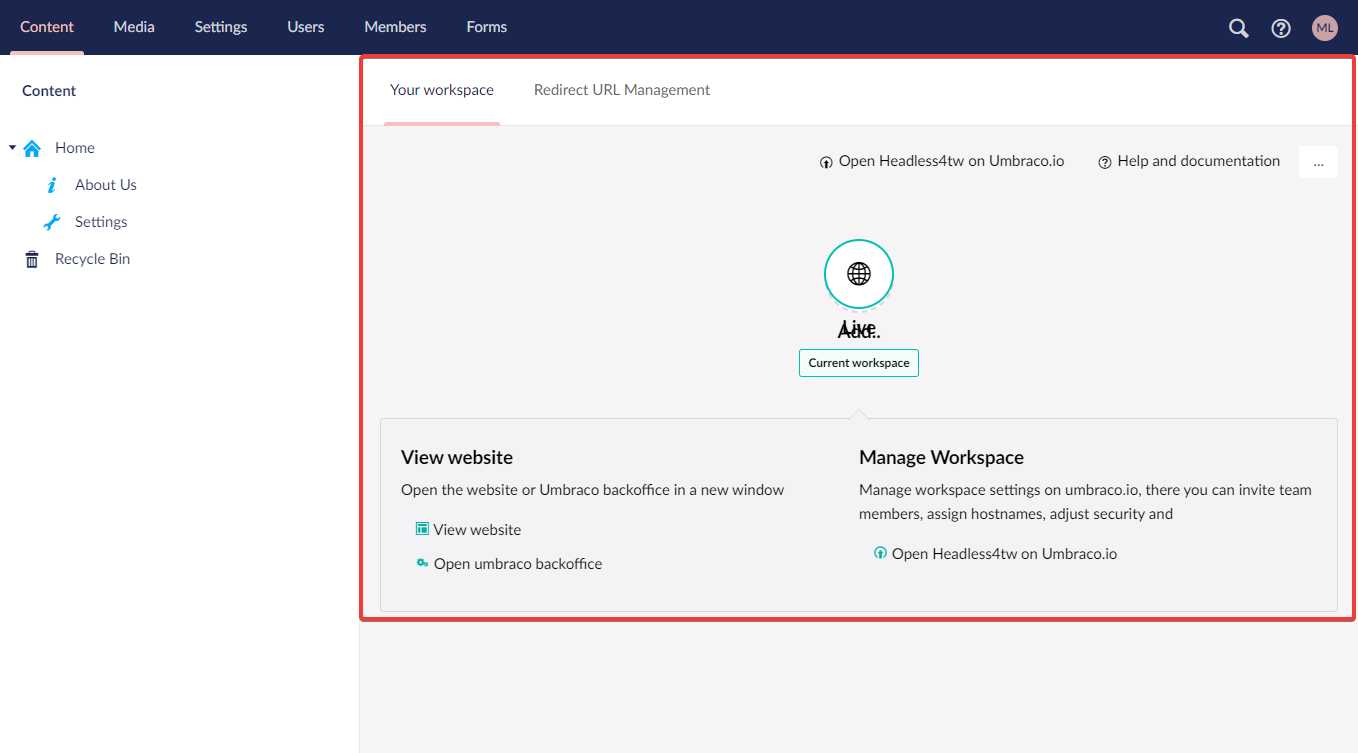 Content Media Settings Users Members Forms ML
Content
Home
About Us
Settings
Recycle Bin
Your workspace Redirect URL Management
Open Headless4tw on Umbraco.io Help and documentation ...
Live
Add..
Current workspace
View website
Open the website or Umbraco backoffice in a new window
View website
Open umbraco backoffice
Manage Workspace
Manage workspace settings on umbraco.io, there you can invite team
members, assign hostnames, adjust security and
Open Headless4tw on Umbraco.io